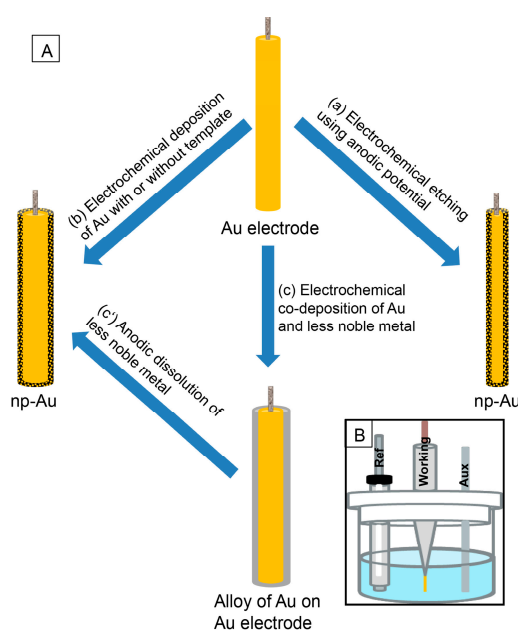 A
(b) Electrochemical deposition
of Au with or without template
(a) Electrochemical etching
using anodic potential
Au electrode
(c) Electrochemical
co-deposition of Au
and less noble metal
(c') Anodic dissolution of
less noble metal
np-Au
np-Au
Alloy of Au on
Au electrode
B
Ref
Working
Aux